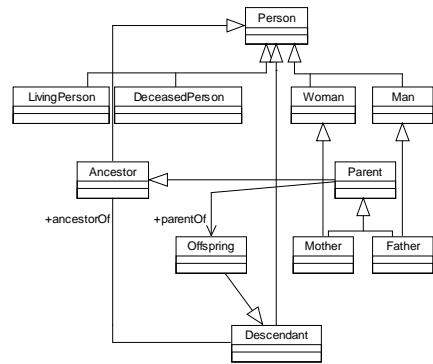 Person
LivingPerson
DeceasedPerson
Woman
Man
Ancestor
Parent
+ancestorOf
+parentOf
Offspring
Mother
Father
Descendant